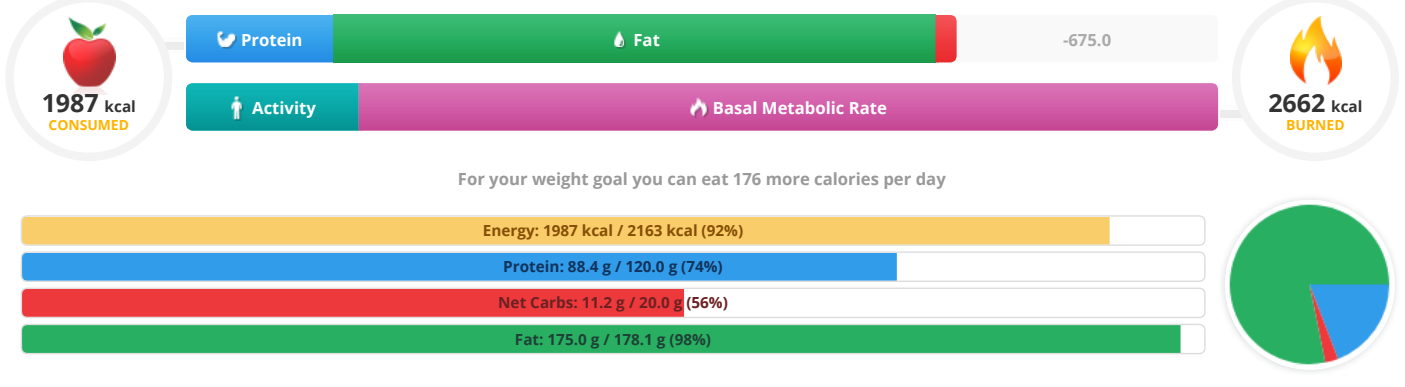 Protein
Fat
-675.0
1987 kcal
CONSUMED
2662 kcal
BURNED
Activity
Basal Metabolic Rate
For your weight goal you can eat 176 more calories per day
Energy: 1987 kcal / 2163 kcal (92%)
Protein: 88.4 g / 120.0 g (74%)
Net Carbs: 11.2 g / 20.0 g (56%)
Fat: 175.0 g / 178.1 g (98%)